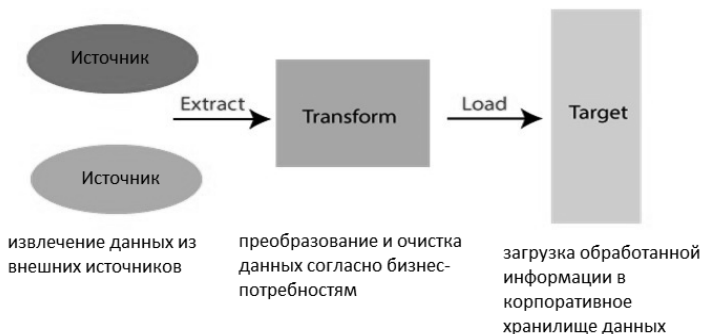 Источник
Extract
Transform
Load
Target
Источник
извлечение данных из
внешних источников
преобразование и очистка
данных согласно бизнес-
потребностям
загрузка обработанной
информации в
корпоративное
хранилище данных